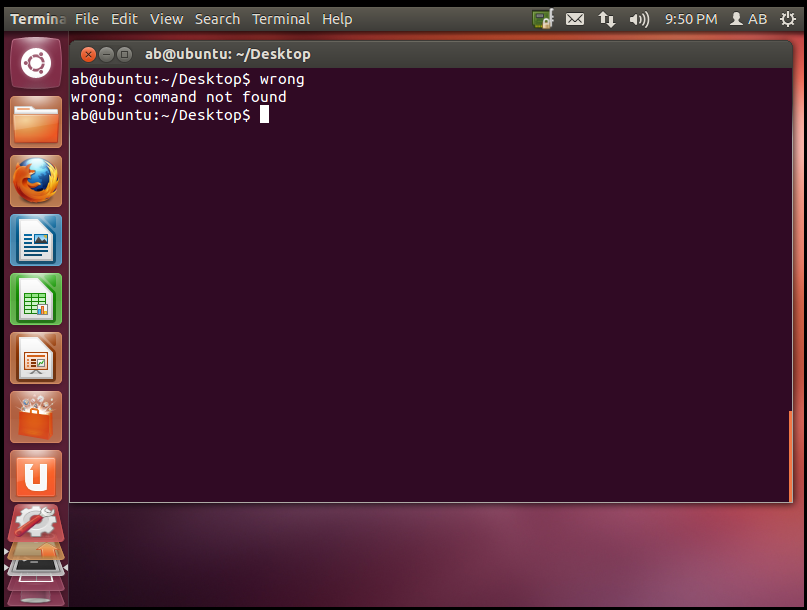 Termina File Edit View Search Terminal Help 9:50 PM AB
ab@ubuntu: ~/Desktop
ab@ubuntu:~/Desktop$ wrong
wrong: command not found
ab@ubuntu:~/Desktop$